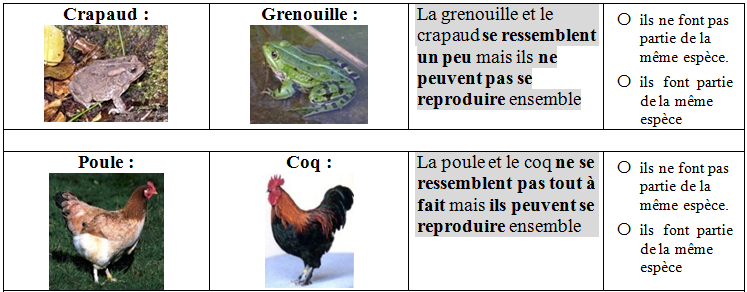 Crapaud :
Grenouille :
La grenouille et le
crapaud se ressemblent
un peu mais ils ne
peuvent pas se
reproduire ensemble
O ils ne font pas
partie de la
même espèce.
O ils font partie
de la même
espèce
Poule :
Coq :
La poule et le coq ne se
ressemblent pas tout à
fait mais ils peuvent se
reproduire ensemble
O ils ne font pas
partie de la
même espèce.
O ils font partie
de la même
espèce